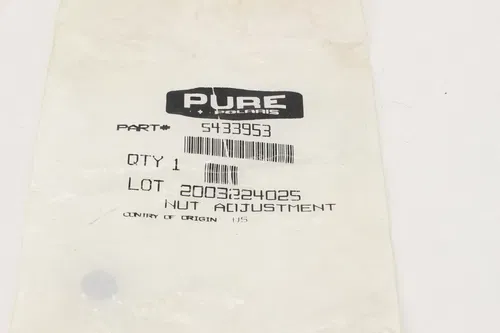 PURE
POLARIS
PART# 5433953
QTY 1
LOT 2003224025
NUT ADJUSTMENT
CONTRY OF ORIGIN US